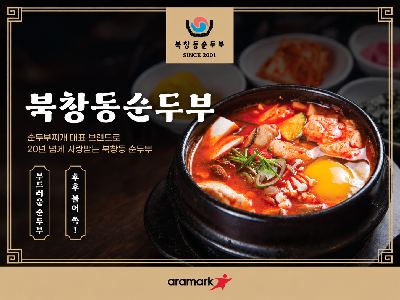 북창동순두부
SINCE 2001
북창동순두부
순두부찌개 대표 브랜드로
20년 넘게 사랑받는 북창동 순두부
부드러움 순두부
후후 불어 쏙!
aramark